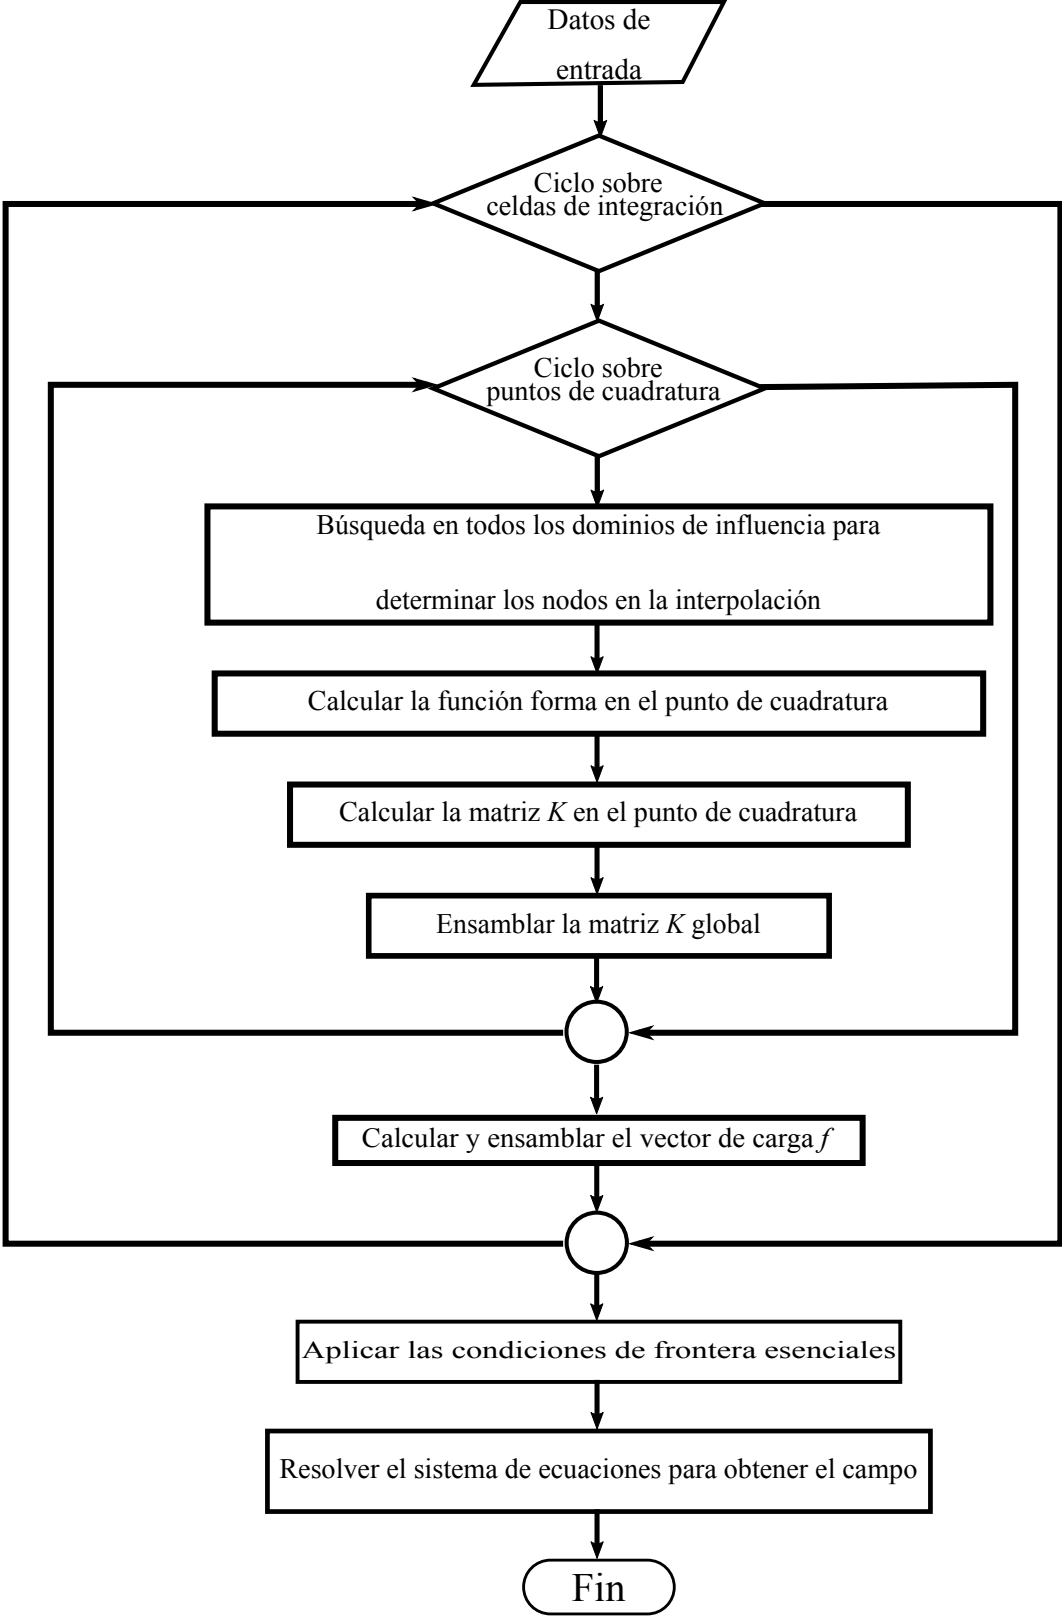 Datos de
entrada
Ciclo sobre
celdas de integración
Ciclo sobre
puntos de cuadratura
Búsqueda en todos los dominios de influencia para
determinar los nodos en la interpolación
Calcular la función forma en el punto de cuadratura
Calcular la matriz K en el punto de cuadratura
Ensamblar la matriz K global
Calcular y ensamblar el vector de carga f
Aplicar las condiciones de frontera esenciales
Resolver el sistema de ecuaciones para obtener el campo
Fin